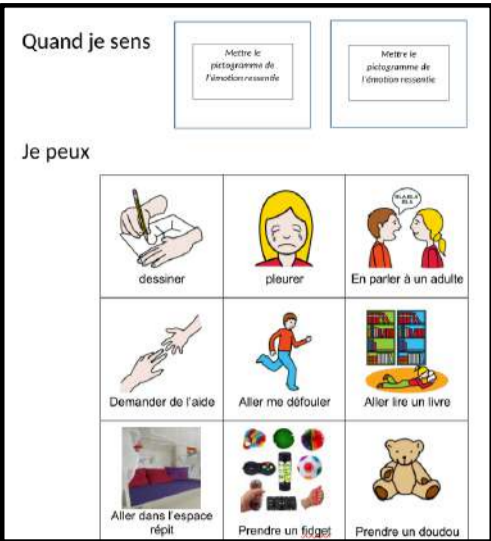 Quand je sens
Mettre le
pictogramme de
l'émotion ressentie
Mettre le
pictogramme de
l'émotion ressentie
Je peux
BLA BLA
BLA
dessiner
pleurer
En parler à un adulte
Demander de l'aide
Aller me défouler
Aller lire un livre
Aller dans l'espace
répit
Prendre un fidget
Prendre un doudou